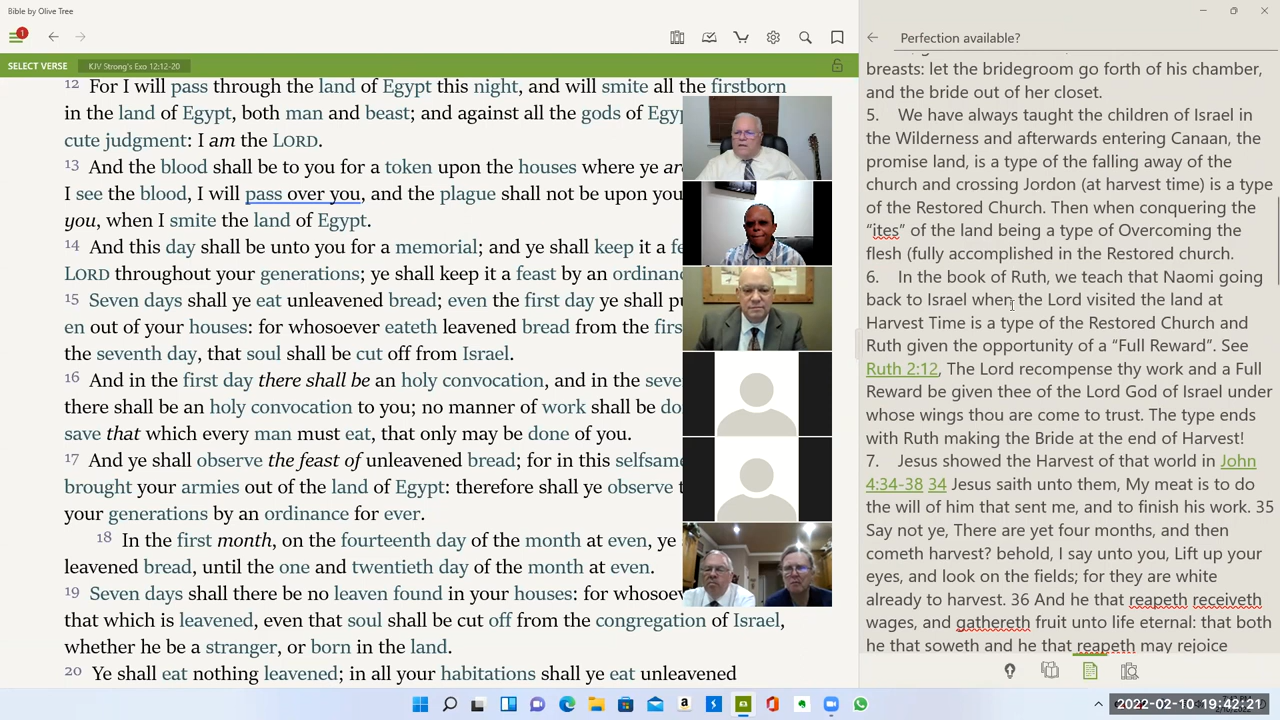 Bible by Olive Tree
1
SELECT VERSE KJV Strong's Exo 12:12-20
12 For I will pass through the land of Egypt this night, and will smite all the firstborn
in the land of Egypt, both man and beast; and against all the gods of Egy
cute judgment: I am the LORD.
13 And the blood shall be to you for a token upon the houses where ye ar
I see the blood, I will pass over you, and the plague shall not be upon you
you, when I smite the land of Egypt.
14 And this day shall be unto you for a memorial; and ye shall keep it a fe
LORD throughout your generations; ye shall keep it a feast by an ordinan
15 Seven days shall ye eat unleavened bread; even the first day ye shall pu
en out of your houses: for whosoever eateth leavened bread from the firs
the seventh day, that soul shall be cut off from Israel.
16 And in the first day there shall be an holy convocation, and in the seve
there shall be an holy convocation to you; no manner of work shall be do
save that which every man must eat, that only may be done of you.
17 And ye shall observe the feast of unleavened bread; for in this selfsam
brought your armies out of the land of Egypt: therefore shall ye observe t
your generations by an ordinance for ever.
18 In the first month, on the fourteenth day of the month at even, ye
leavened bread, until the one and twentieth day of the month at even.
19 Seven days shall there be no leaven found in your houses: for whosoev
that which is leavened, even that soul shall be cut off from the congregation of Israel,
whether he be a stranger, or born in the land.
20 Ye shall eat nothing leavened; in all your habitations shall ye eat unleavened
Perfection available?
breasts: let the bridegroom go forth of his chamber,
and the bride out of her closet.
5. We have always taught the children of Israel in
the Wilderness and afterwards entering Canaan, the
promise land, is a type of the falling away of the
church and crossing Jordon (at harvest time) is a type
of the Restored Church. Then when conquering the
“ites” of the land being a type of Overcoming the
flesh (fully accomplished in the Restored church.
6. In the book of Ruth, we teach that Naomi going
back to Israel when the Lord visited the land at
Harvest Time is a type of the Restored Church and
Ruth given the opportunity of a “Full Reward”. See
Ruth 2:12, The Lord recompense thy work and a Full
Reward be given thee of the Lord God of Israel under
whose wings thou are come to trust. The type ends
with Ruth making the Bride at the end of Harvest!
7. Jesus showed the Harvest of that world in John
4:34-38 34 Jesus saith unto them, My meat is to do
the will of him that sent me, and to finish his work. 35
Say not ye, There are yet four months, and then
cometh harvest? behold, I say unto you, Lift up your
eyes, and look on the fields; for they are white
already to harvest. 36 And he that reapeth receiveth
wages, and gathereth fruit unto life eternal: that both
he that soweth and he that reapeth may rejoice
2022-02-10 19:42:21